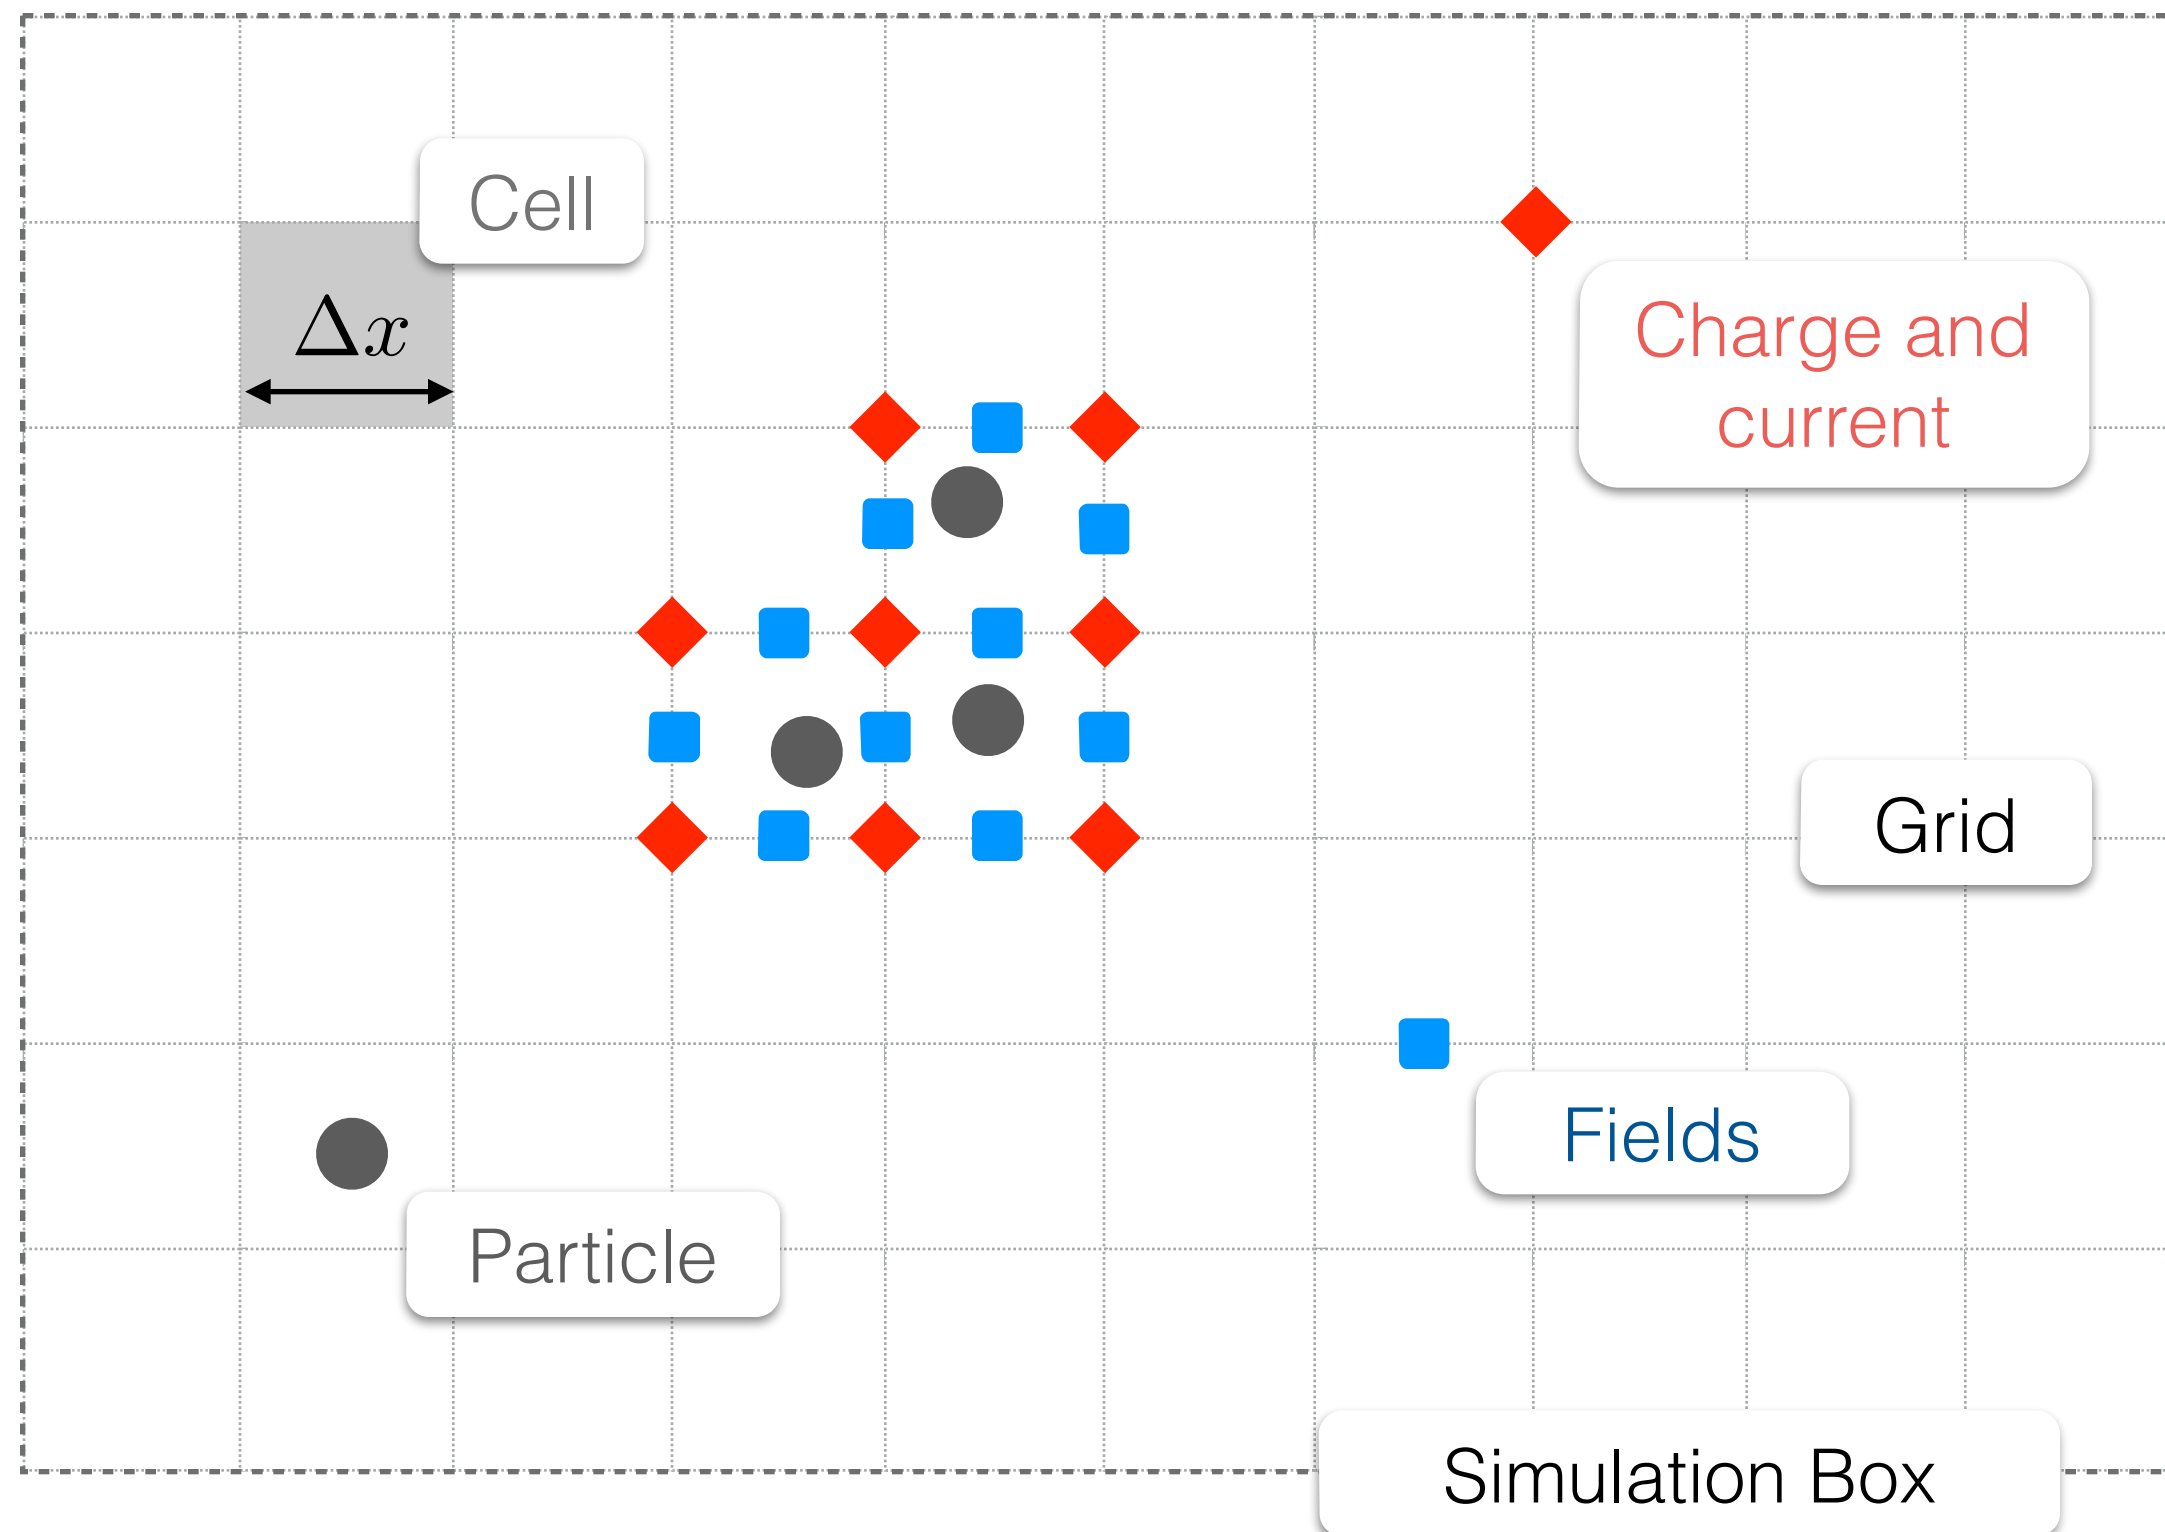 Cell
Δx
Charge and
current
Grid
Fields
Particle
Simulation Box